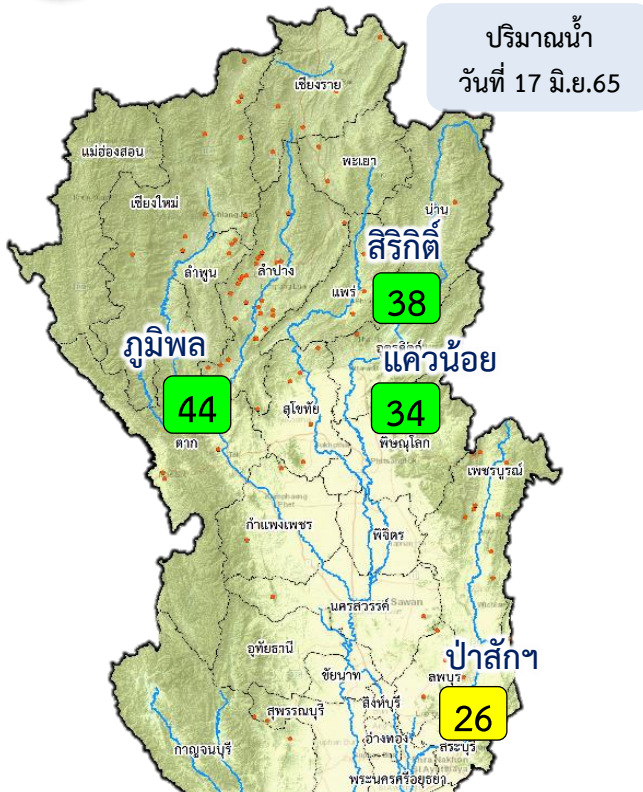 ปริมาณน้ำ
วันที่ 17 มิ.ย.65
เชียงราย
แม่ฮ่องสอน
พะเยา
เชียงใหม่
น่าน
สิริกิติ์
ลำพูน
ลำปาง
แพร่
38
ภูมิพล
แควน้อย
44
สุโขทัย
34
ตาก
พิษณุโลก
เพชรบูรณ์
กำแพงเพชร
พิจิตร
นครสวรรค์
Sawan
อุทัยธานี
ป่าสักฯ
ชัยนาท
ลพบุรี
สิงห์บุรี
26
สุพรรณบุรี
อ่างทอง
สระบุรี
กาญจนบุรี
พระนครศรีอยุธยา